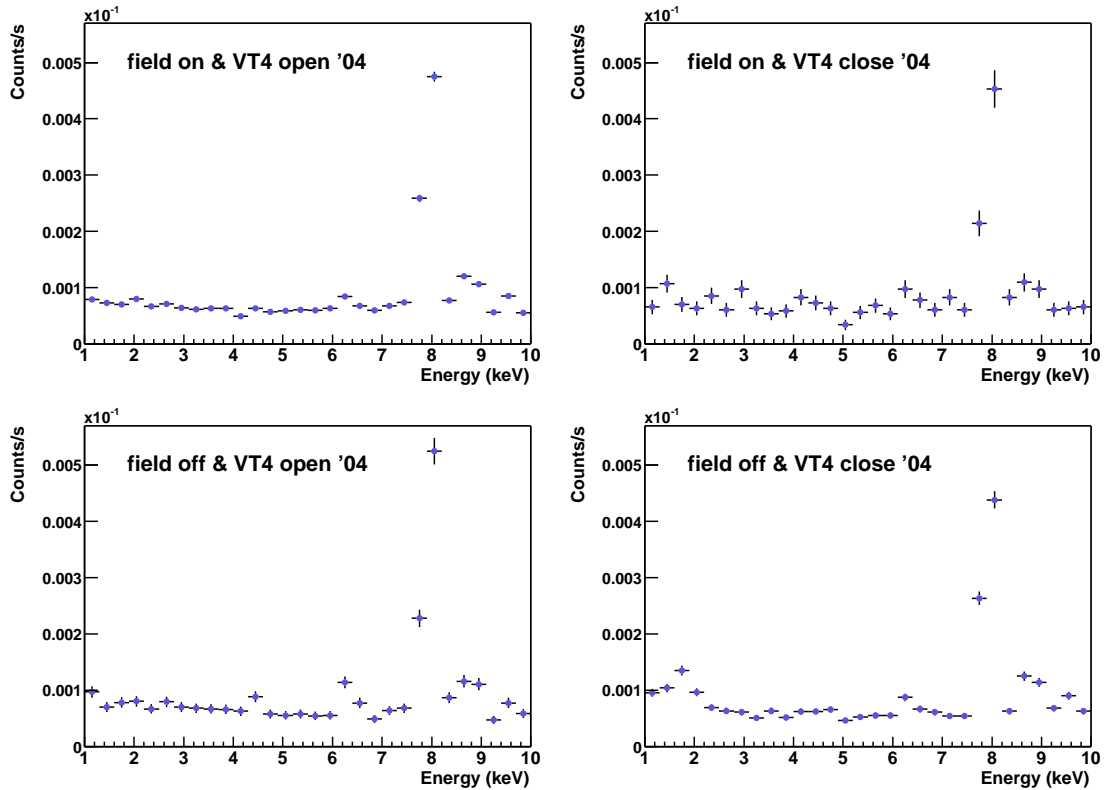 x10⁻¹
Counts/s
field on & VT4 open ’04
0.005
0.004
0.003
0.002
0.001
0
1 2 3 4 5 6 7 8 9 10
Energy (keV)
x10⁻¹
Counts/s
field on & VT4 close ’04
0.005
0.004
0.003
0.002
0.001
0
1 2 3 4 5 6 7 8 9 10
Energy (keV)
x10⁻¹
Counts/s
field off & VT4 open ’04
0.005
0.004
0.003
0.002
0.001
0
1 2 3 4 5 6 7 8 9 10
Energy (keV)
x10⁻¹
Counts/s
field off & VT4 close ’04
0.005
0.004
0.003
0.002
0.001
0
1 2 3 4 5 6 7 8 9 10
Energy (keV)